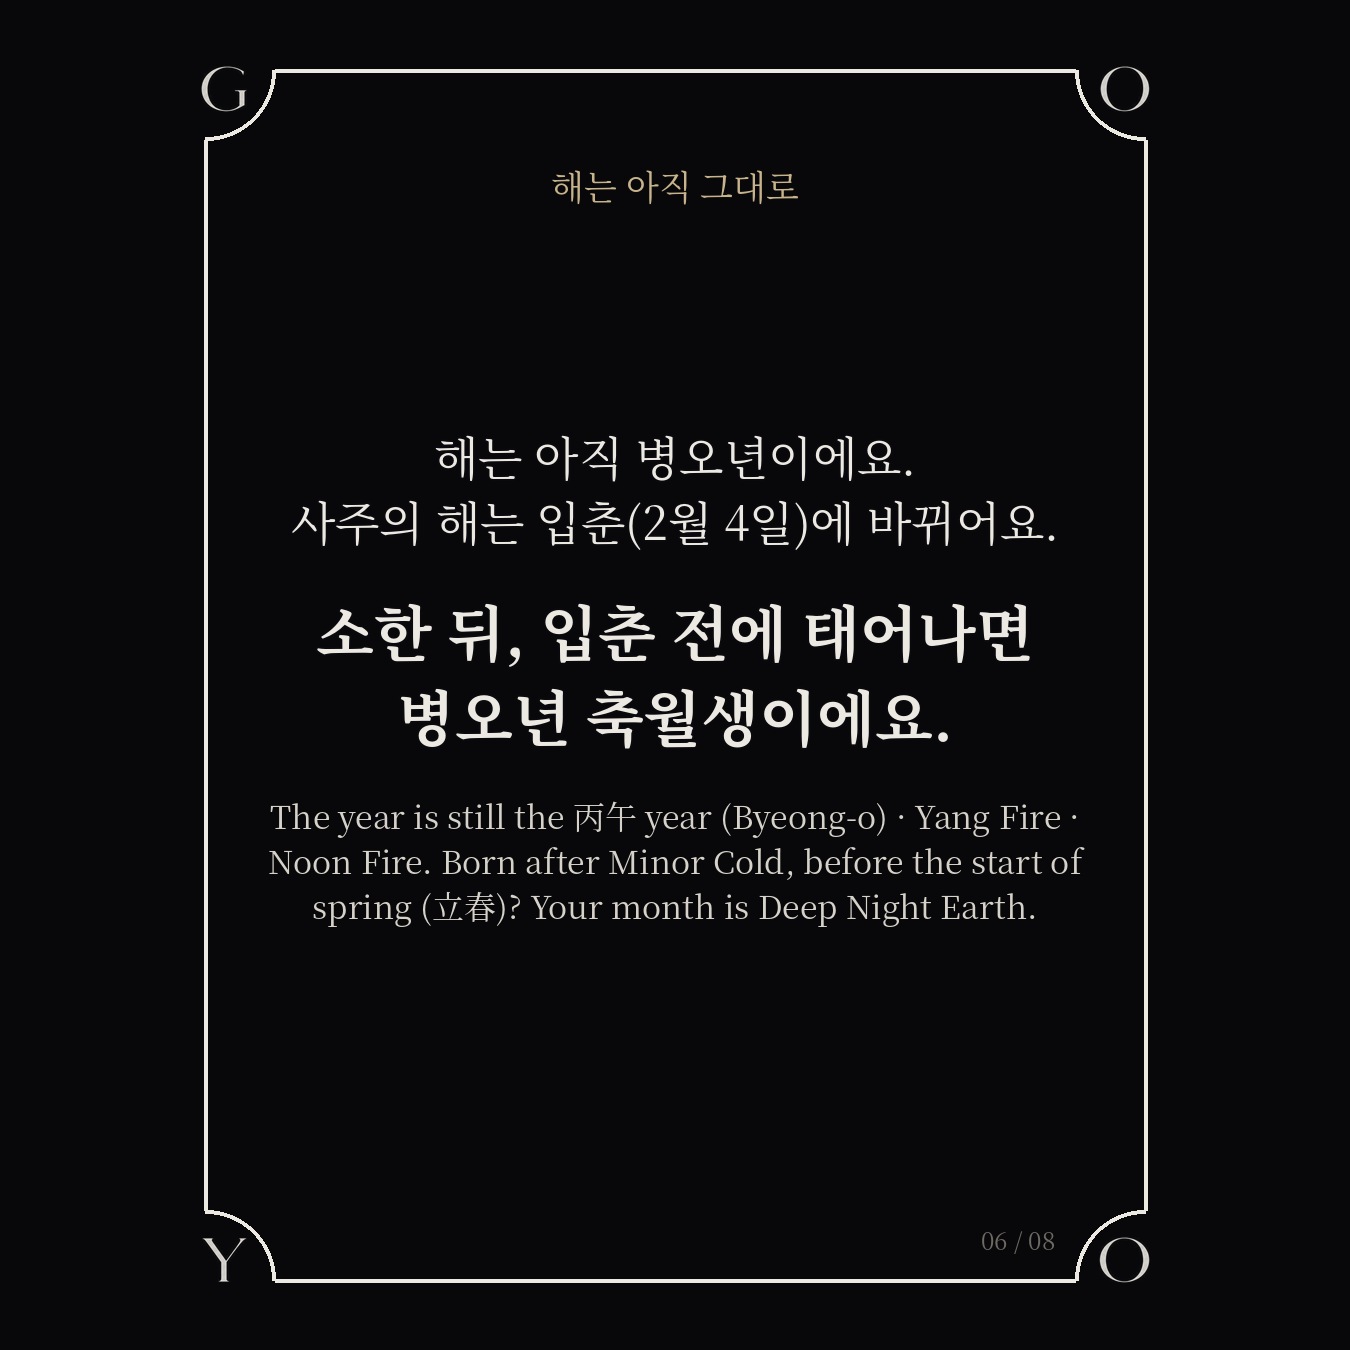 G O
해는 아직 그대로
해는 아직 병오년이에요.
사주의 해는 입춘(2월 4일)에 바뀌어요.
소한 뒤, 입춘 전에 태어나면
병오년 축월생이에요.
The year is still the 丙午 year (Byeong-o) · Yang Fire ·
Noon Fire. Born after Minor Cold, before the start of
spring (立春)? Your month is Deep Night Earth.
06 / 08
Y O